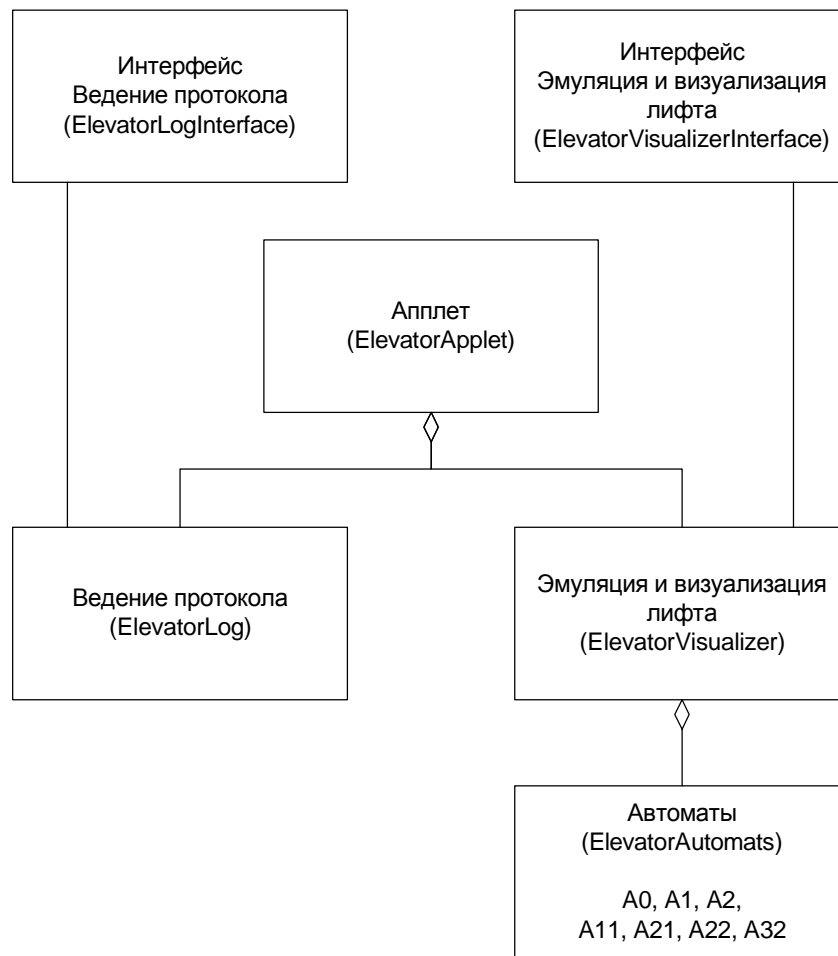 Интерфейс
Ведение протокола
(ElevatorLogInterface)
Интерфейс
Эмуляция и визуализация
лифта
(ElevatorVisualizerInterface)
Апплет
(ElevatorApplet)
Ведение протокола
(ElevatorLog)
Эмуляция и визуализация
лифта
(ElevatorVisualizer)
Автоматы
(ElevatorAutomats)
A0, A1, A2,
A11, A21, A22, A32